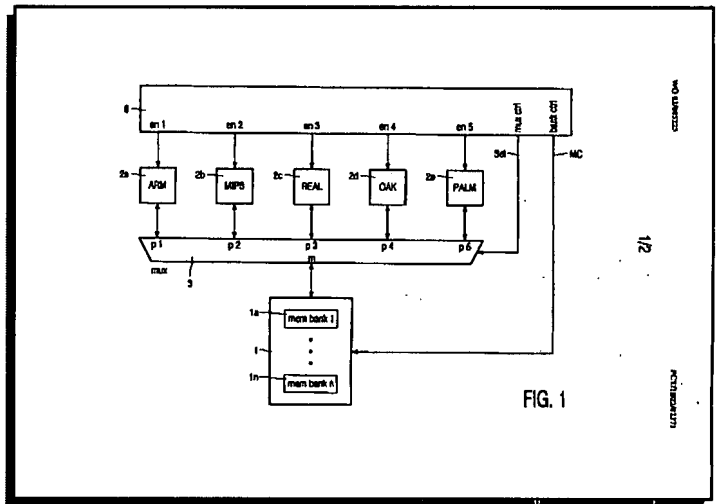 6
en 1 en 2 en 3 en 4 en 5 mux ctrl bank ctrl
Sel MC
2a ARM 2b MIPS 2c REAL 2d OAK 2e PALM
p 1 p 2 p 3 p 4 p 5
m
mux 3
1a mem bank 1
1
1n mem bank n
FIG. 1
1/2